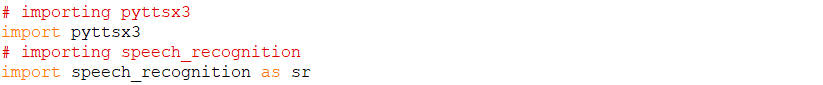 # importing pyttsx3
import pyttsx3
# importing speech_recognition
import speech_recognition as sr